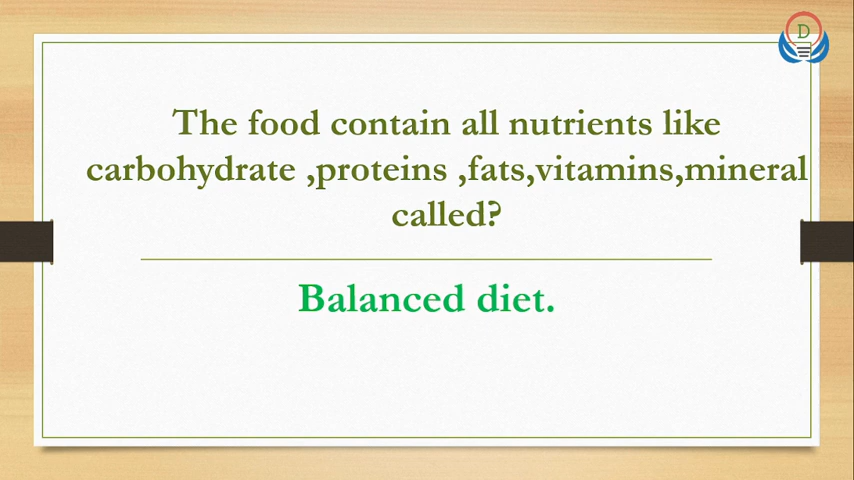 D
The food contain all nutrients like
carbohydrate ,proteins ,fats,vitamins,mineral
called?
Balanced diet.